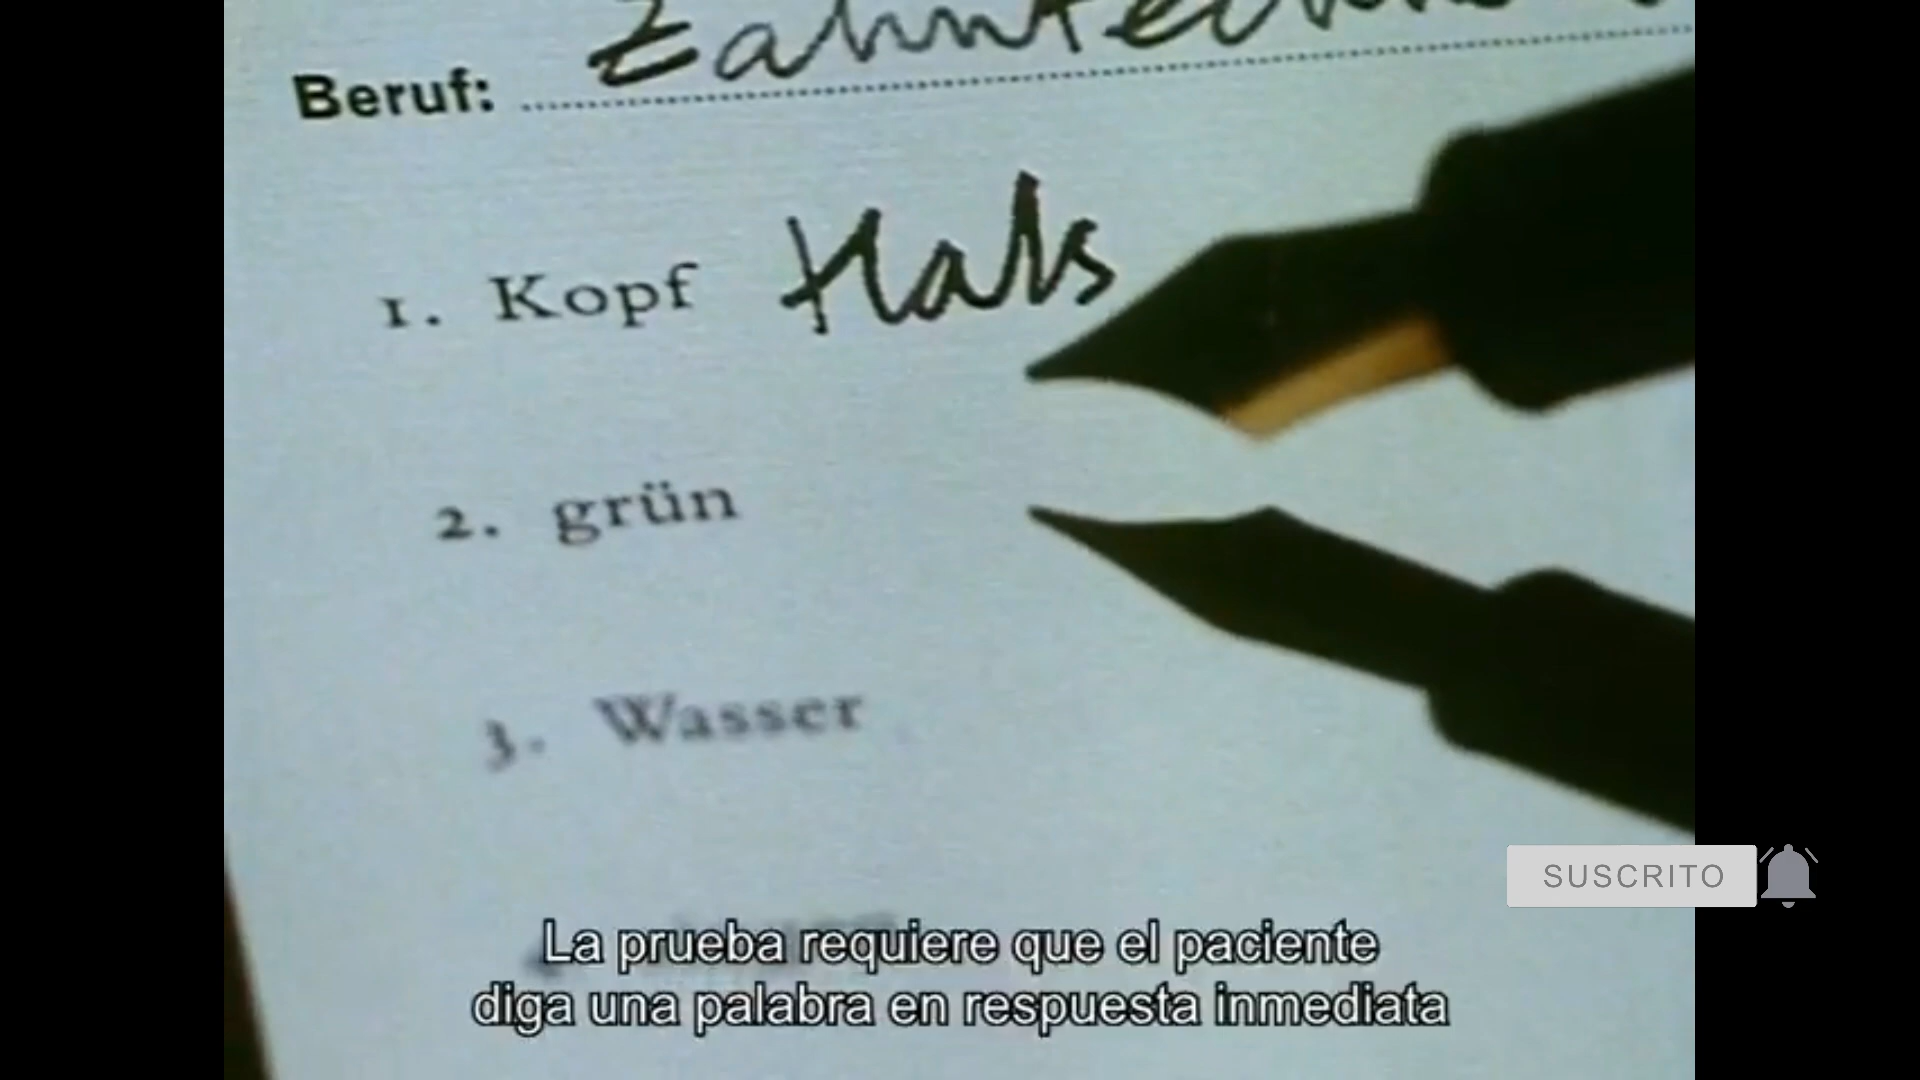 Beruf:
1. Kopf Hals
2. grün
3. Wasser
SUSCRITO
La prueba requiere que el paciente
diga una palabra en respuesta inmediata